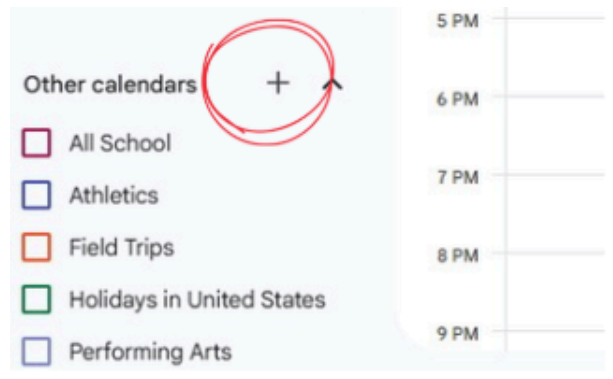 5 PM
Other calendars
6 PM
All School
7 PM
Athletics
Field Trips
8 PM
Holidays in United States
9 PM
Performing Arts